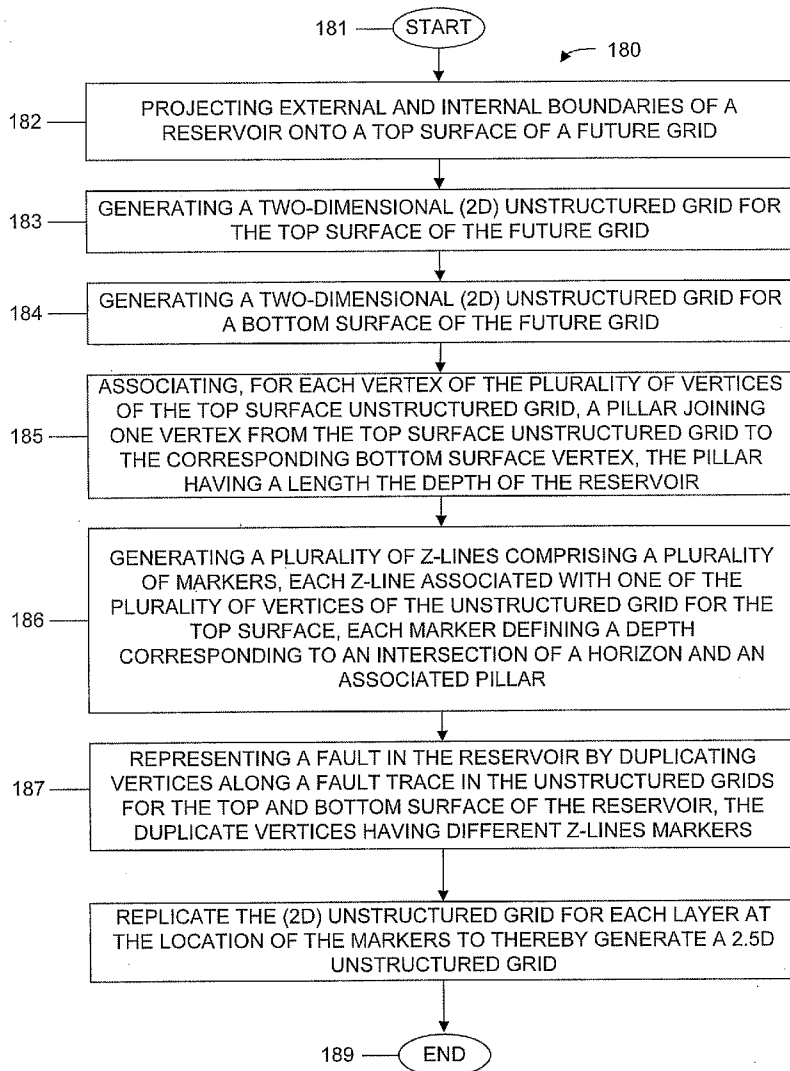 181
START
180
182
PROJECTING EXTERNAL AND INTERNAL BOUNDARIES OF A
RESERVOIR ONTO A TOP SURFACE OF A FUTURE GRID
183
GENERATING A TWO-DIMENSIONAL (2D) UNSTRUCTURED GRID FOR
THE TOP SURFACE OF THE FUTURE GRID
184
GENERATING A TWO-DIMENSIONAL (2D) UNSTRUCTURED GRID FOR
A BOTTOM SURFACE OF THE FUTURE GRID
185
ASSOCIATING, FOR EACH VERTEX OF THE PLURALITY OF VERTICES
OF THE TOP SURFACE UNSTRUCTURED GRID, A PILLAR JOINING
ONE VERTEX FROM THE TOP SURFACE UNSTRUCTURED GRID TO
THE CORRESPONDING BOTTOM SURFACE VERTEX, THE PILLAR
HAVING A LENGTH THE DEPTH OF THE RESERVOIR
186
GENERATING A PLURALITY OF Z-LINES COMPRISING A PLURALITY
OF MARKERS, EACH Z-LINE ASSOCIATED WITH ONE OF THE
PLURALITY OF VERTICES OF THE UNSTRUCTURED GRID FOR THE
TOP SURFACE, EACH MARKER DEFINING A DEPTH
CORRESPONDING TO AN INTERSECTION OF A HORIZON AND AN
ASSOCIATED PILLAR
187
REPRESENTING A FAULT IN THE RESERVOIR BY DUPLICATING
VERTICES ALONG A FAULT TRACE IN THE UNSTRUCTURED GRIDS
FOR THE TOP AND BOTTOM SURFACE OF THE RESERVOIR, THE
DUPLICATE VERTICES HAVING DIFFERENT Z-LINES MARKERS
REPLICATE THE (2D) UNSTRUCTURED GRID FOR EACH LAYER AT
THE LOCATION OF THE MARKERS TO THEREBY GENERATE A 2.5D
UNSTRUCTURED GRID
189
END